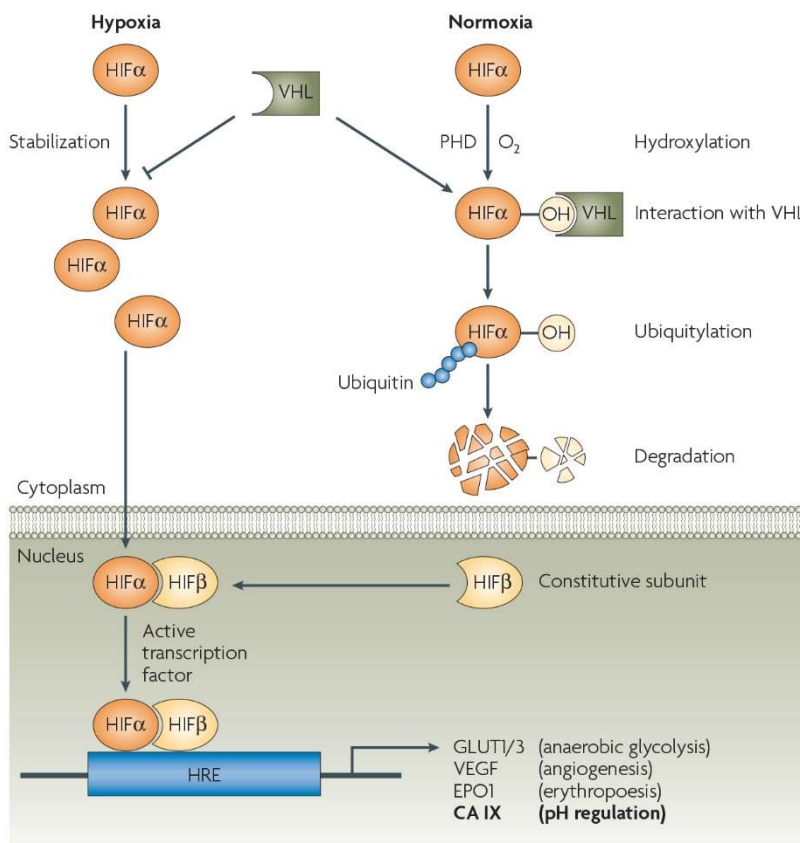 Hypoxia
Normoxia
HIFα
HIFα
VHL
Stabilization
PHD O₂
Hydroxylation
HIFα
HIFα
OH
VHL
Interaction with VHL
HIFα
HIFα
HIFα
OH
Ubiquitylation
Ubiquitin
Degradation
Cytoplasm
Nucleus
HIFα HIFβ
HIFβ
Constitutive subunit
Active
transcription
factor
HIFα HIFβ
HRE
GLUT1/3 (anaerobic glycolysis)
VEGF (angiogenesis)
EPO1 (erythropoesis)
CA IX (pH regulation)